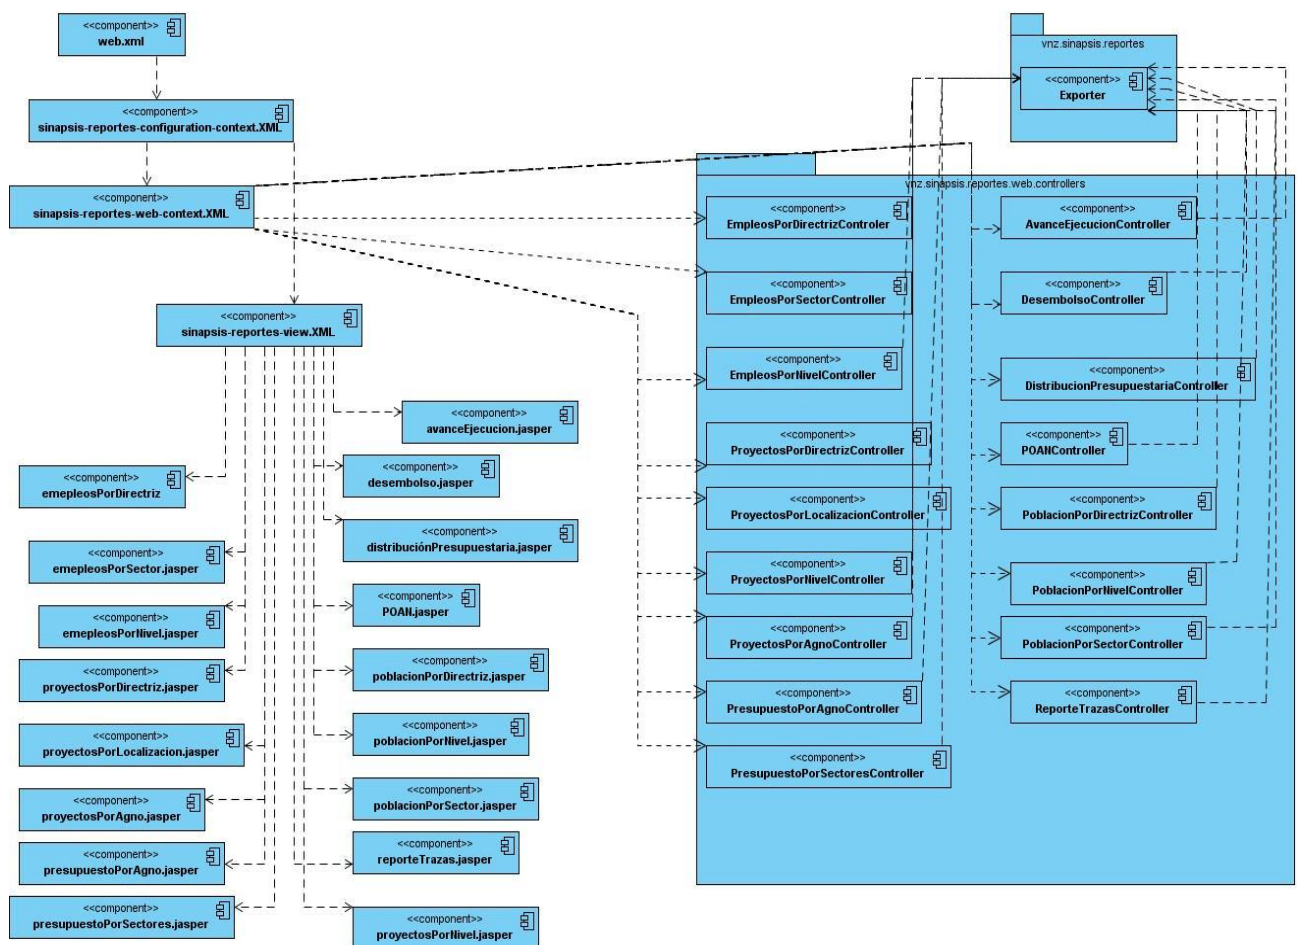 <<component>>
web.xml
<<component>>
sinapsis-reportes-configuration-context.XML
<<component>>
sinapsis-reportes-web-context.XML
<<component>>
sinapsis-reportes-view.XML
<<component>>
avanceEjecucion.jasper
<<component>>
emepleosPorDirectriz
<<component>>
desembolso.jasper
<<component>>
distribuciónPresupuestaria.jasper
<<component>>
emepleosPorSector.jasper
<<component>>
POAN.jasper
<<component>>
emepleosPorNivel.jasper
<<component>>
poblacionPorDirectriz.jasper
<<component>>
proyectosPorDirectriz.jasper
<<component>>
poblacionPorNivel.jasper
<<component>>
proyectosPorLocalizacion.jasper
<<component>>
poblacionPorSector.jasper
<<component>>
proyectosPorAgno.jasper
<<component>>
reporteTrazas.jasper
<<component>>
presupuestoPorAgno.jasper
<<component>>
presupuestoPorSectores.jasper
<<component>>
proyectosPorNivel.jasper
vnz.sinapsis.reportes
<<component>>
Exporter
vnz.sinapsis.reportes.web.controllers
<<component>>
EmpleosPorDirectrizControler
<<component>>
AvanceEjecucionController
<<component>>
EmpleosPorSectorController
<<component>>
DesembolsoController
<<component>>
EmpleosPorNivelController
<<component>>
DistribucionPresupuestariaController
<<component>>
ProyectosPorDirectrizController
<<component>>
POANController
<<component>>
ProyectosPorLocalizacionController
<<component>>
PoblacionPorDirectrizController
<<component>>
ProyectosPorNivelController
<<component>>
PoblacionPorNivelController
<<component>>
ProyectosPorAgnoController
<<component>>
PoblacionPorSectorController
<<component>>
PresupuestoPorAgnoController
<<component>>
ReporteTrazasController
<<component>>
PresupuestoPorSectoresController